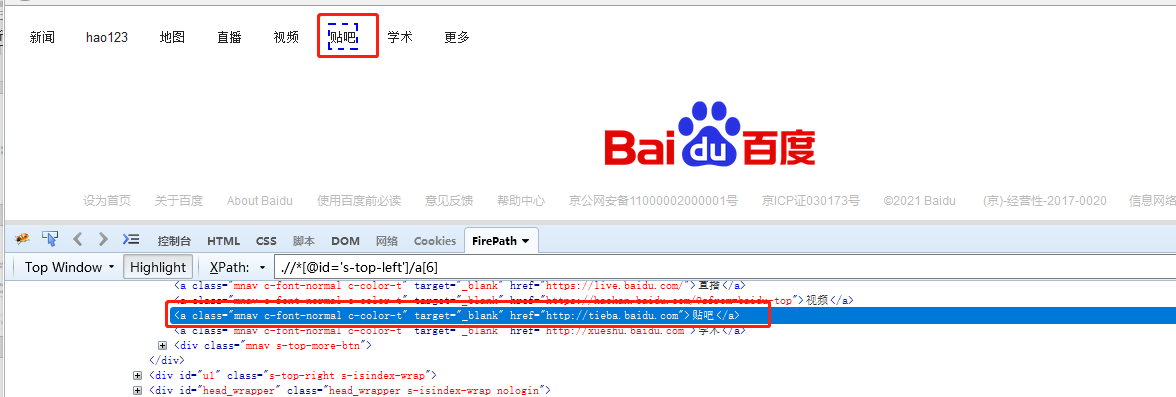 新闻 hao123 地图 直播 视频 贴吧 学术 更多
Bai du 百度
设为首页 关于百度 About Baidu 使用百度前必读 意见反馈 帮助中心 京公网安备11000002000001号 京ICP证030173号 ©2021 Baidu (京)-经营性-2017-0020 信息网络
控制台 HTML CSS 脚本 DOM 网络 Cookies FirePath
Top Window Highlight XPath: .//*[@id='s-top-left']/a[6]
<a class="mnav c-font-normal c-color-t" target="_blank" href="https://live.baidu.com/">直播</a>
<a class="mnav c-font-normal c-color-t" target="_blank" href="https://haokan.baidu.com/?sfrom=baidu-top">视频</a>
<a class="mnav c-font-normal c-color-t" target="_blank" href="http://tieba.baidu.com">贴吧</a>
<a class="mnav c-font-normal c-color-t" target="_blank" href="http://xueshu.baidu.com">学术</a>
<div class="mnav s-top-more-btn">
</div>
<div id="u1" class="s-top-right s-isindex-wrap">
<div id="head_wrapper" class="head_wrapper s-isindex-wrap nologin">